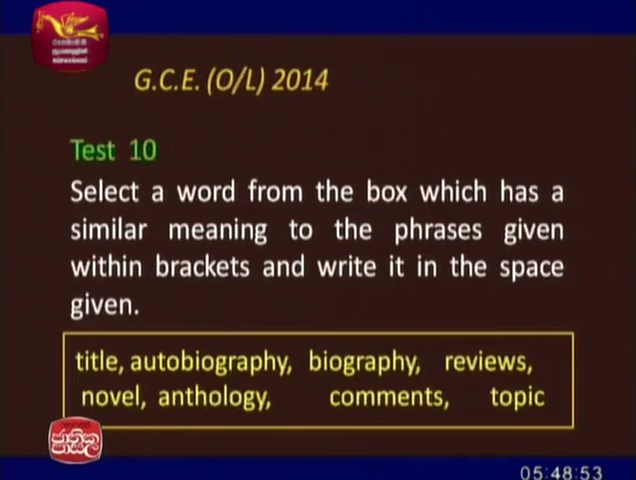 G.C.E. (O/L) 2014
Test 10
Select a word from the box which has a
similar meaning to the phrases given
within brackets and write it in the space
given.
title, autobiography, biography, reviews,
novel, anthology, comments, topic
ජාතික
පාසල
05:48:53